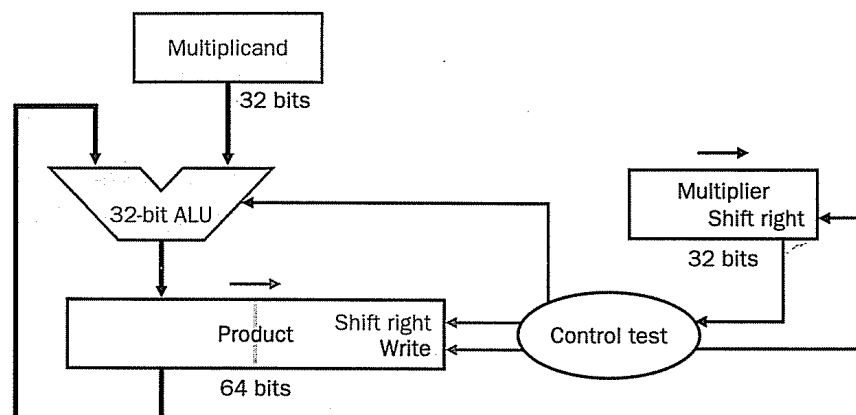 Multiplicand
32 bits
32-bit ALU
Multiplier
Shift right
32 bits
Product
Shift right
Write
Control test
64 bits